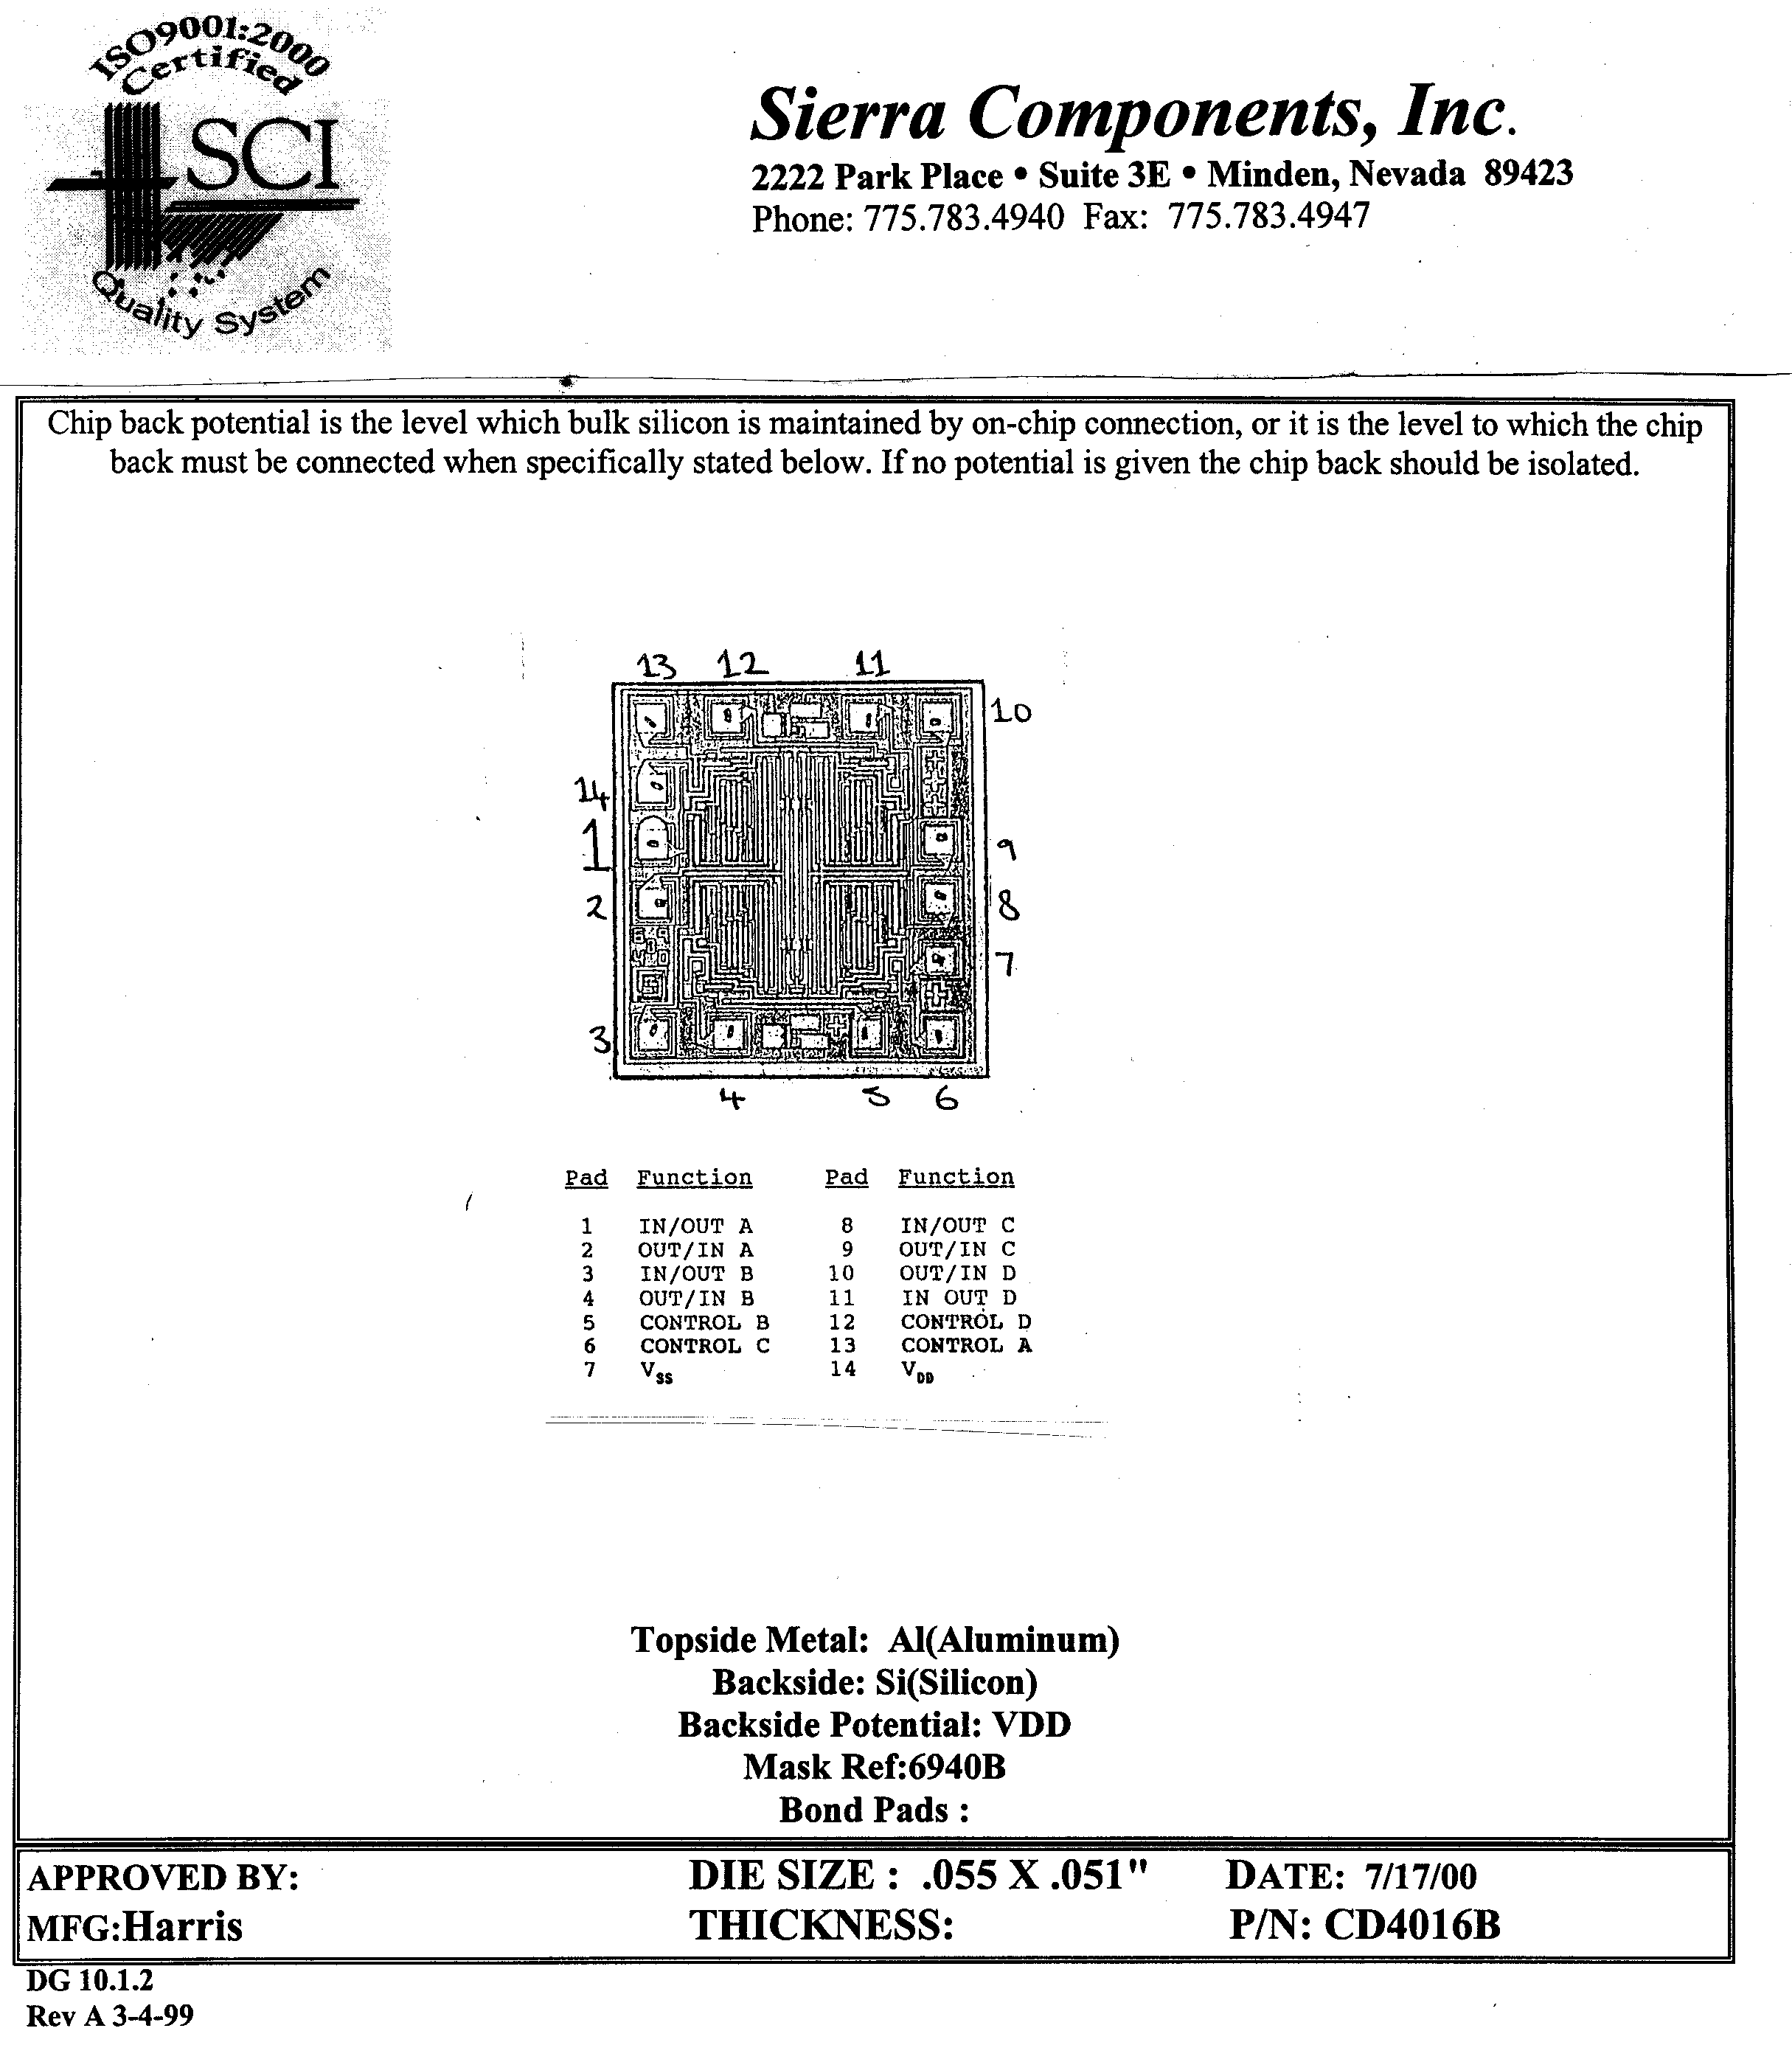 ISO9001:2000
Certified
SCI
Quality System
Sierra Components, Inc.
2222 Park Place • Suite 3E • Minden, Nevada 89423
Phone: 775.783.4940 Fax: 775.783.4947
Chip back potential is the level which bulk silicon is maintained by on-chip connection, or it is the level to which the chip
back must be connected when specifically stated below. If no potential is given the chip back should be isolated.
13 12 11
10
14
1
9
2
8
7
3
4 5 6
Pad Function Pad Function
1 IN/OUT A 8 IN/OUT C
2 OUT/IN A 9 OUT/IN C
3 IN/OUT B 10 OUT/IN D
4 OUT/IN B 11 IN OUT D
5 CONTROL B 12 CONTROL D
6 CONTROL C 13 CONTROL A
7 VSS 14 VDD
Topside Metal: Al(Aluminum)
Backside: Si(Silicon)
Backside Potential: VDD
Mask Ref:6940B
Bond Pads :
APPROVED BY: DIE SIZE : .055 X .051" DATE: 7/17/00
MFG:Harris THICKNESS: P/N: CD4016B
DG 10.1.2
Rev A 3-4-99